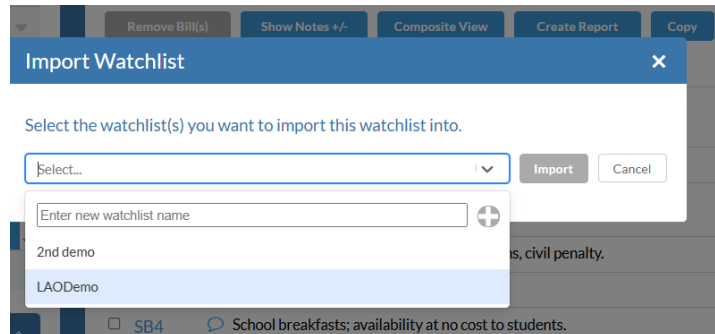 Remove Bill(s) Show Notes +/- Composite View Create Report Copy
Import Watchlist ×
Select the watchlist(s) you want to import this watchlist into.
Select... Import Cancel
Enter new watchlist name
2nd demo
s, civil penalty.
LAODemo
SB4 School breakfasts; availability at no cost to students.